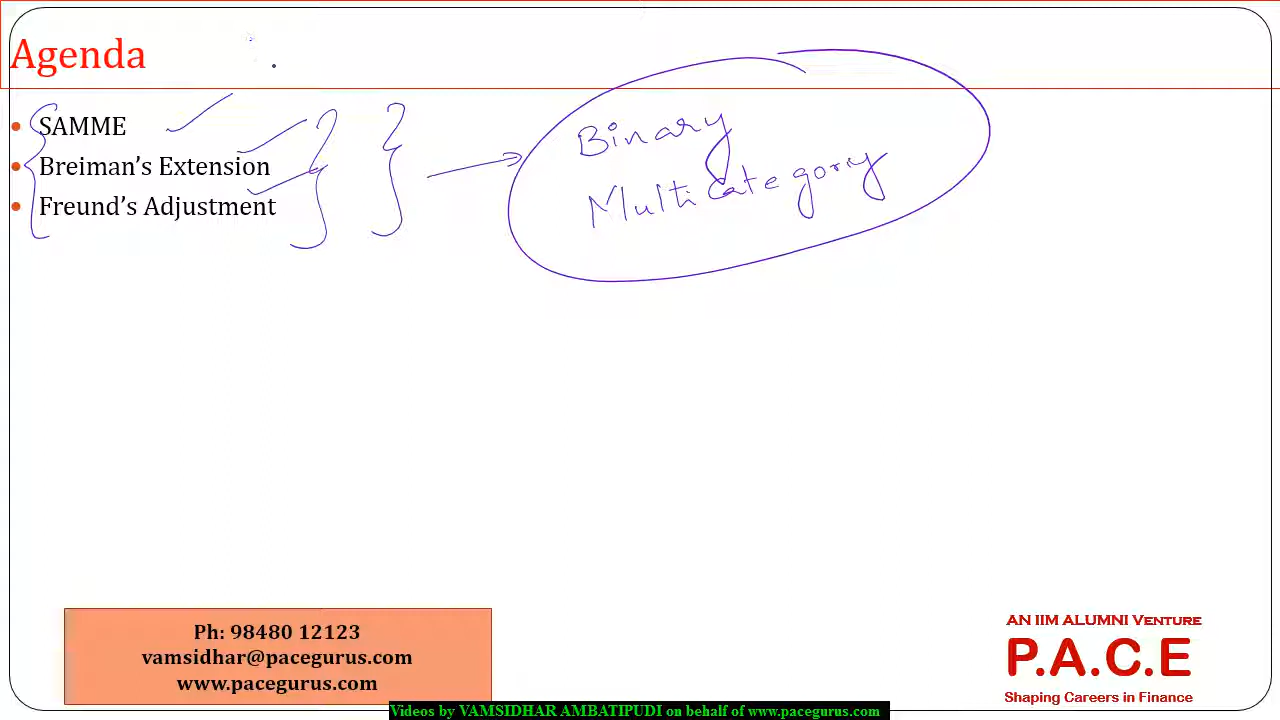 Agenda
• SAMME
• Breiman’s Extension
• Freund’s Adjustment
Binary
Multicategory
Ph: 98480 12123
vamsidhar@pacegurus.com
www.pacegurus.com
AN IIM ALUMNI VENTURE
P.A.C.E
Shaping Careers in Finance
Videos by VAMSIDHAR AMBATIPUDI on behalf of www.pacegurus.com